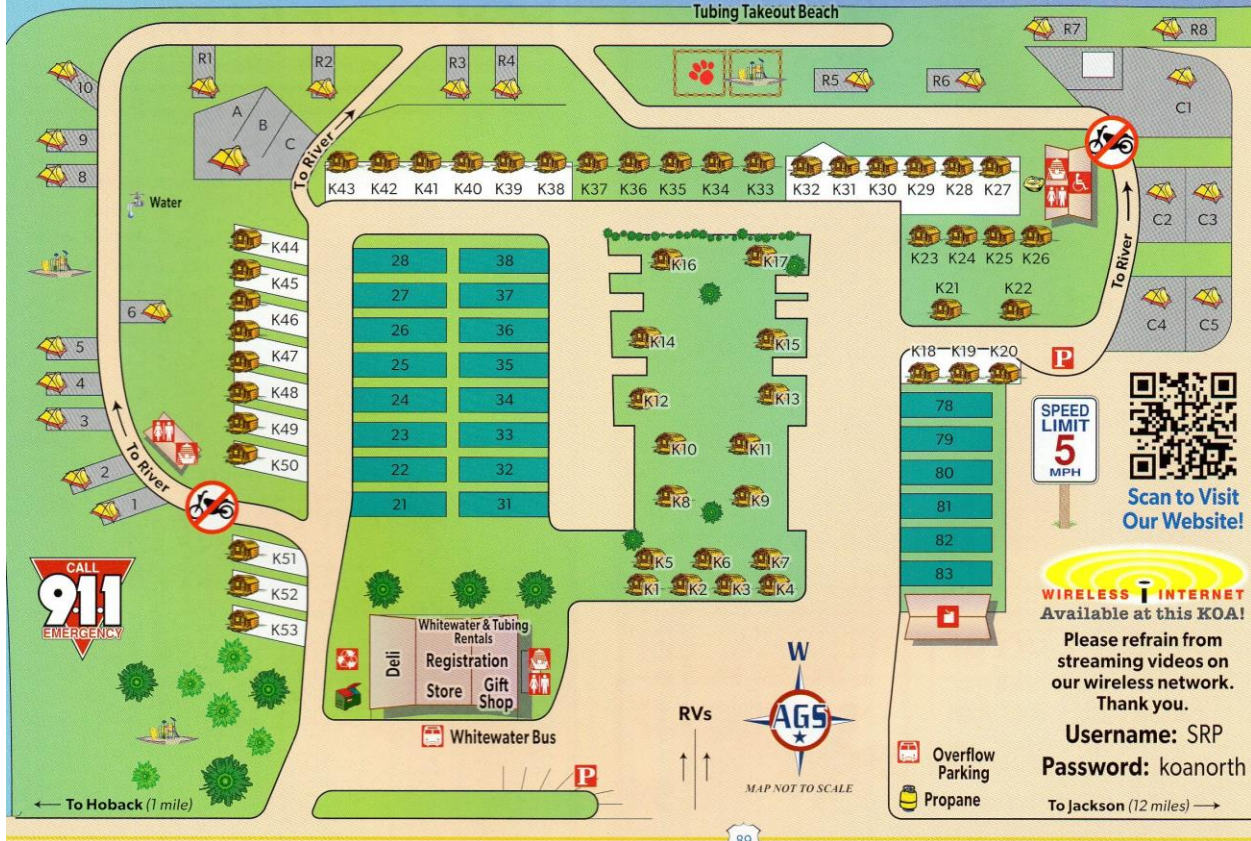 Tubing Takeout Beach
R7
R8
R1
R2
R3
R4
R5
R6
10
A
B
C
C1
9
8
To River →
K43
K42
K41
K40
K39
K38
K37
K36
K35
K34
K33
K32
K31
K30
K29
K28
K27
C2
C3
Water
K44
28
38
K16
K17
K23
K24
K25
K26
To River →
K45
27
37
K21
K22
6
K46
26
36
K14
K15
C4
C5
5
K47
25
35
K18
K19
K20
P
4
K48
24
34
K12
K13
78
SPEED
LIMIT
5
MPH
3
K49
23
33
K10
K11
79
← To River
2
K50
22
32
80
1
21
31
K8
K9
81
Scan to Visit
Our Website!
K51
K5
K6
K7
82
CALL
911
EMERGENCY
K52
K1
K2
K3
K4
83
WIRELESS i INTERNET
Available at this KOA!
K53
Whitewater & Tubing
Rentals
Deli
Registration
Store
Gift
Shop
Please refrain from
streaming videos on
our wireless network.
Thank you.
W
AGS
MAP NOT TO SCALE
RVs
Whitewater Bus
Username: SRP
Password: koanorth
Overflow
Parking
P
Propane
← To Hoback (1 mile)
To Jackson (12 miles) →
89